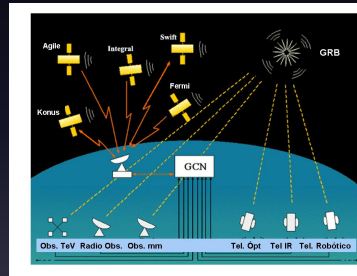 Swift
Agile
Integral
GRB
Fermi
Konus
GCN
Obs. TeV Radio Obs. Obs. mm
Tel. Ópt Tel IR Tel. Robótico